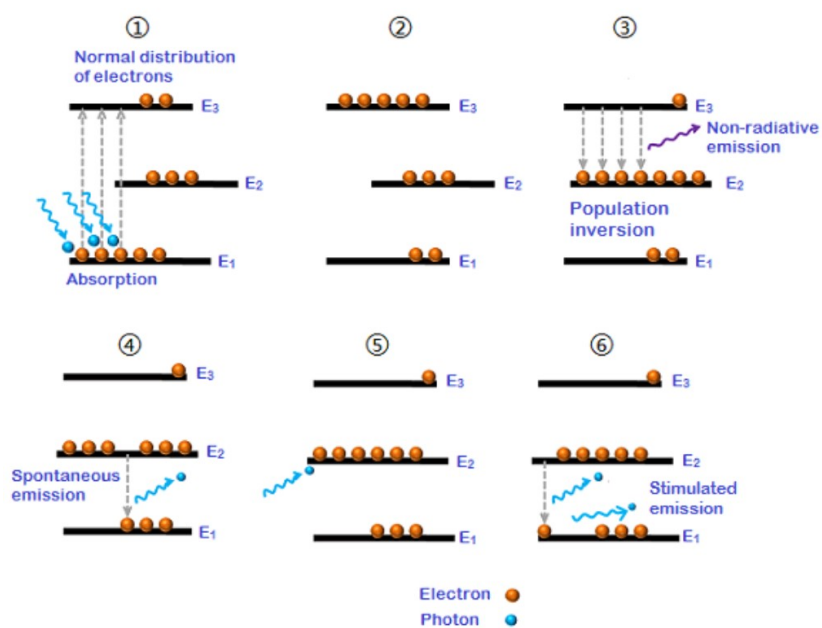 ①
②
③
Normal distribution
of electrons
E₃
E₃
E₃
Non-radiative
emission
E₂
E₂
E₂
Population
inversion
E₁
E₁
E₁
Absorption
④
⑤
⑥
E₃
E₃
E₃
E₂
E₂
E₂
Spontaneous
emission
Stimulated
emission
E₁
E₁
E₁
Electron
Photon